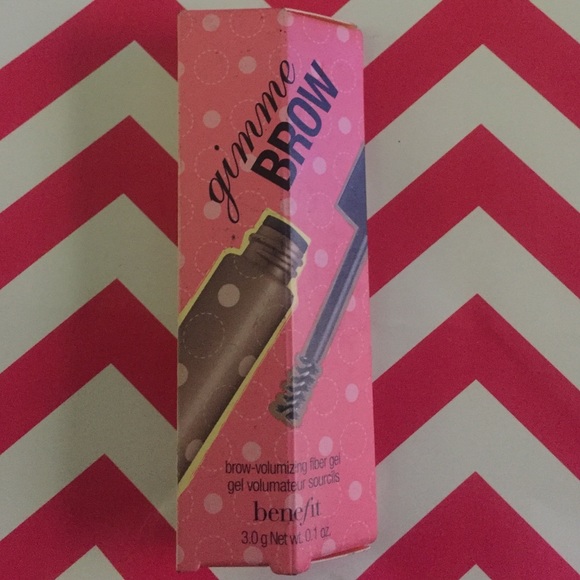 gimme
BROW
brow-volumizing fiber gel
gel volumateur sourcils
benefit
3.0 g Net wt. 0.1 oz.